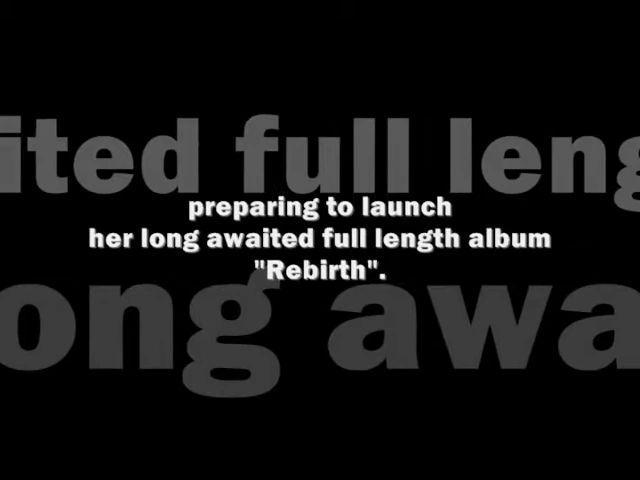 ited full leng
preparing to launch
her long awaited full length album
"Rebirth".
ong awa